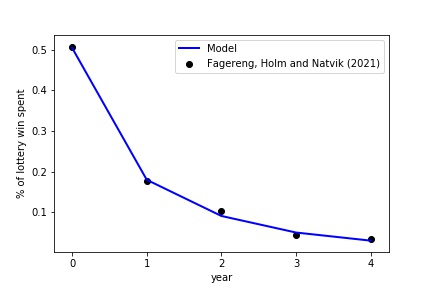 Model
Fagereng, Holm and Natvik (2021)
% of lottery win spent
0.5
0.4
0.3
0.2
0.1
0 1 2 3 4
year